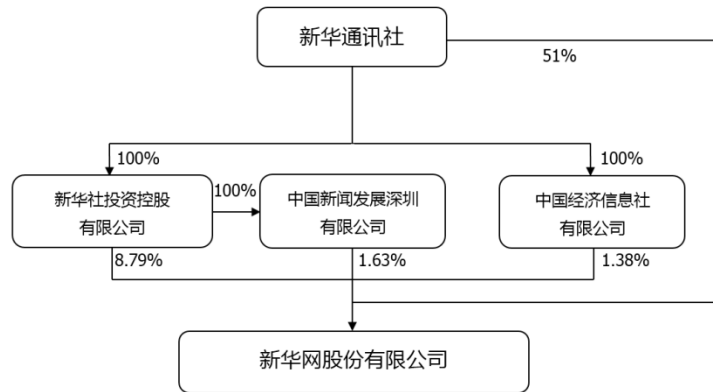 新华通讯社
51%
100%
100%
新华社投资控股
有限公司
100%
中国新闻发展深圳
有限公司
中国经济信息社
有限公司
8.79%
1.63%
1.38%
新华网股份有限公司